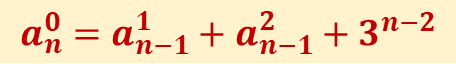 $a_n^0 = a_{n-1}^1 + a_{n-1}^2 + 3^{n-2}$